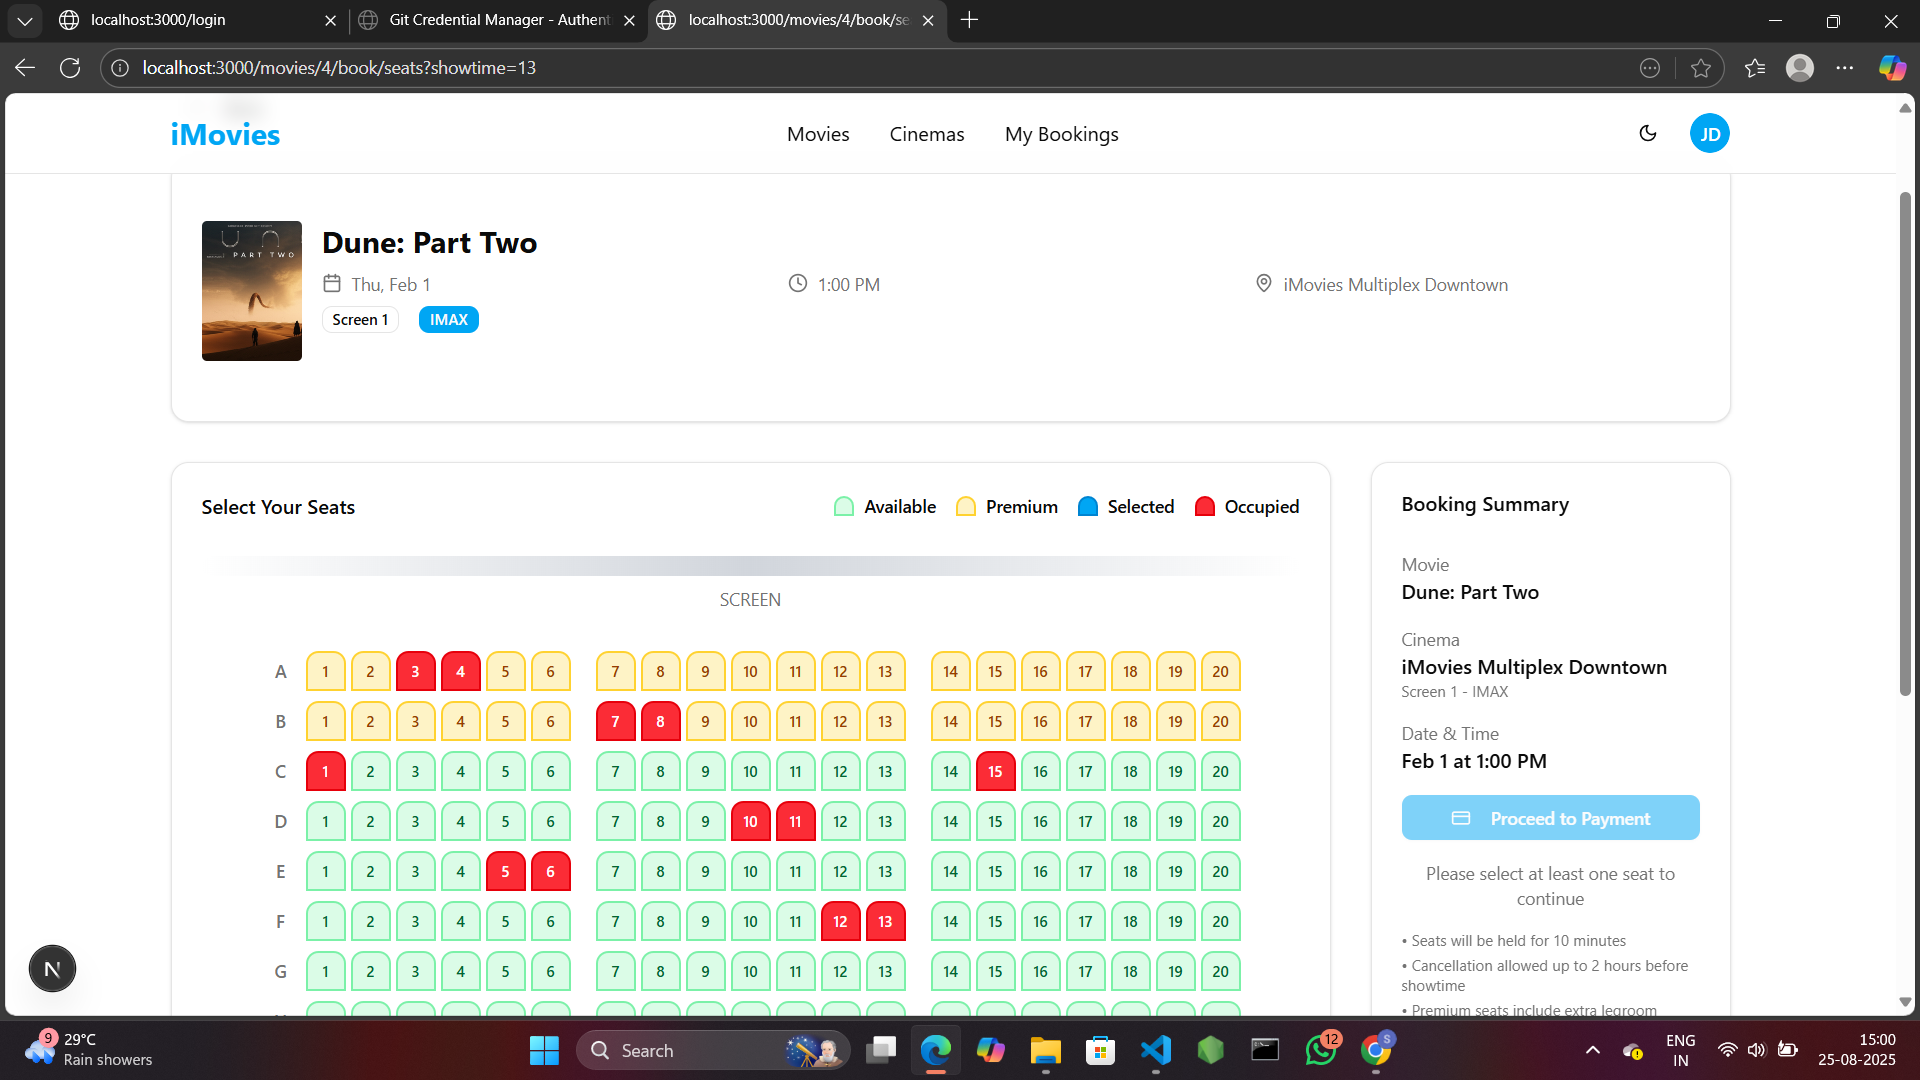 localhost:3000/login
Git Credential Manager - Authent
localhost:3000/movies/4/book/se
localhost:3000/movies/4/book/seats?showtime=13
iMovies
Movies
Cinemas
My Bookings
JD
PART TWO
Dune: Part Two
Thu, Feb 1
1:00 PM
iMovies Multiplex Downtown
Screen 1
IMAX
Select Your Seats
Available
Premium
Selected
Occupied
SCREEN
A 1 2 3 4 5 6 7 8 9 10 11 12 13 14 15 16 17 18 19 20
B 1 2 3 4 5 6 7 8 9 10 11 12 13 14 15 16 17 18 19 20
C 1 2 3 4 5 6 7 8 9 10 11 12 13 14 15 16 17 18 19 20
D 1 2 3 4 5 6 7 8 9 10 11 12 13 14 15 16 17 18 19 20
E 1 2 3 4 5 6 7 8 9 10 11 12 13 14 15 16 17 18 19 20
F 1 2 3 4 5 6 7 8 9 10 11 12 13 14 15 16 17 18 19 20
G 1 2 3 4 5 6 7 8 9 10 11 12 13 14 15 16 17 18 19 20
Booking Summary
Movie
Dune: Part Two
Cinema
iMovies Multiplex Downtown
Screen 1 - IMAX
Date & Time
Feb 1 at 1:00 PM
Proceed to Payment
Please select at least one seat to
continue
• Seats will be held for 10 minutes
• Cancellation allowed up to 2 hours before
showtime
• Premium seats include extra legroom
N
9
29°C
Rain showers
Search
12
S
ENG
IN
15:00
25-08-2025